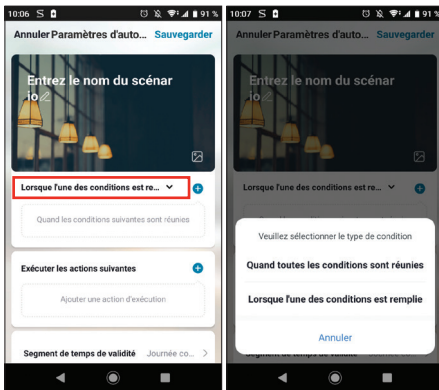 10:06 S 91 %
Annuler Paramètres d'auto... Sauvegarder
Entrez le nom du scénar
io
Lorsque l'une des conditions est re...
Quand les conditions suivantes sont réunies
Exécuter les actions suivantes
Ajouter une action d'exécution
Segment de temps de validité Journée co...
10:07 S 91 %
Annuler Paramètres d'auto... Sauvegarder
Entrez le nom du scénar
io
Lorsque l'une des conditions est re...
Veuillez sélectionner le type de condition
Quand toutes les conditions sont réunies
Lorsque l'une des conditions est remplie
Annuler